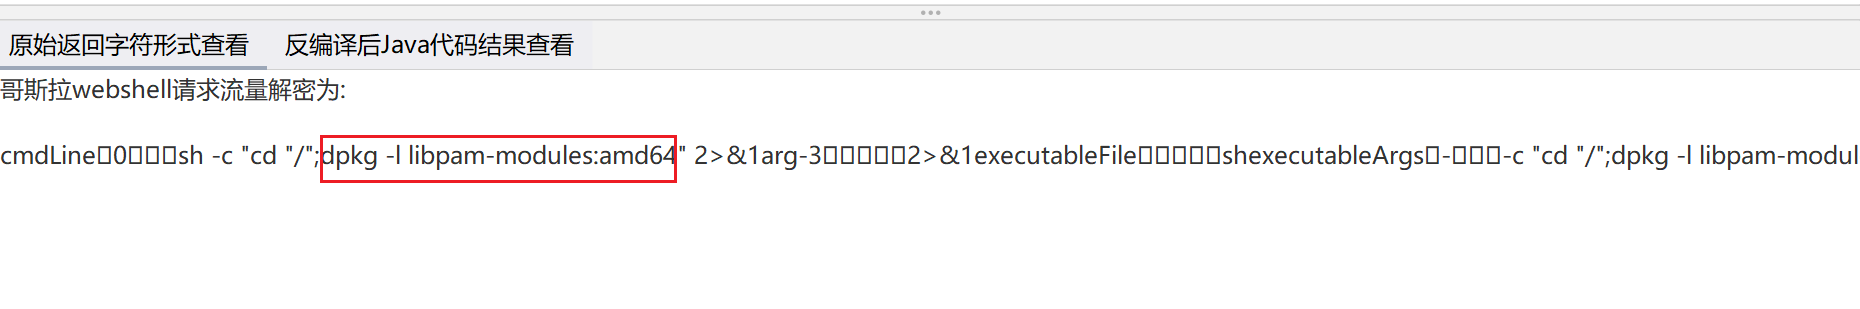 原始返回字符形式查看 反编译后Java代码结果查看
哥斯拉webshell请求流量解密为:
cmdLine▯0▯▯▯sh -c "cd "/";dpkg -l libpam-modules:amd64" 2>&1arg-3▯▯▯▯▯2>&1executableFile▯▯▯▯▯shexecutableArgs▯-▯▯▯-c "cd "/";dpkg -l libpam-modul